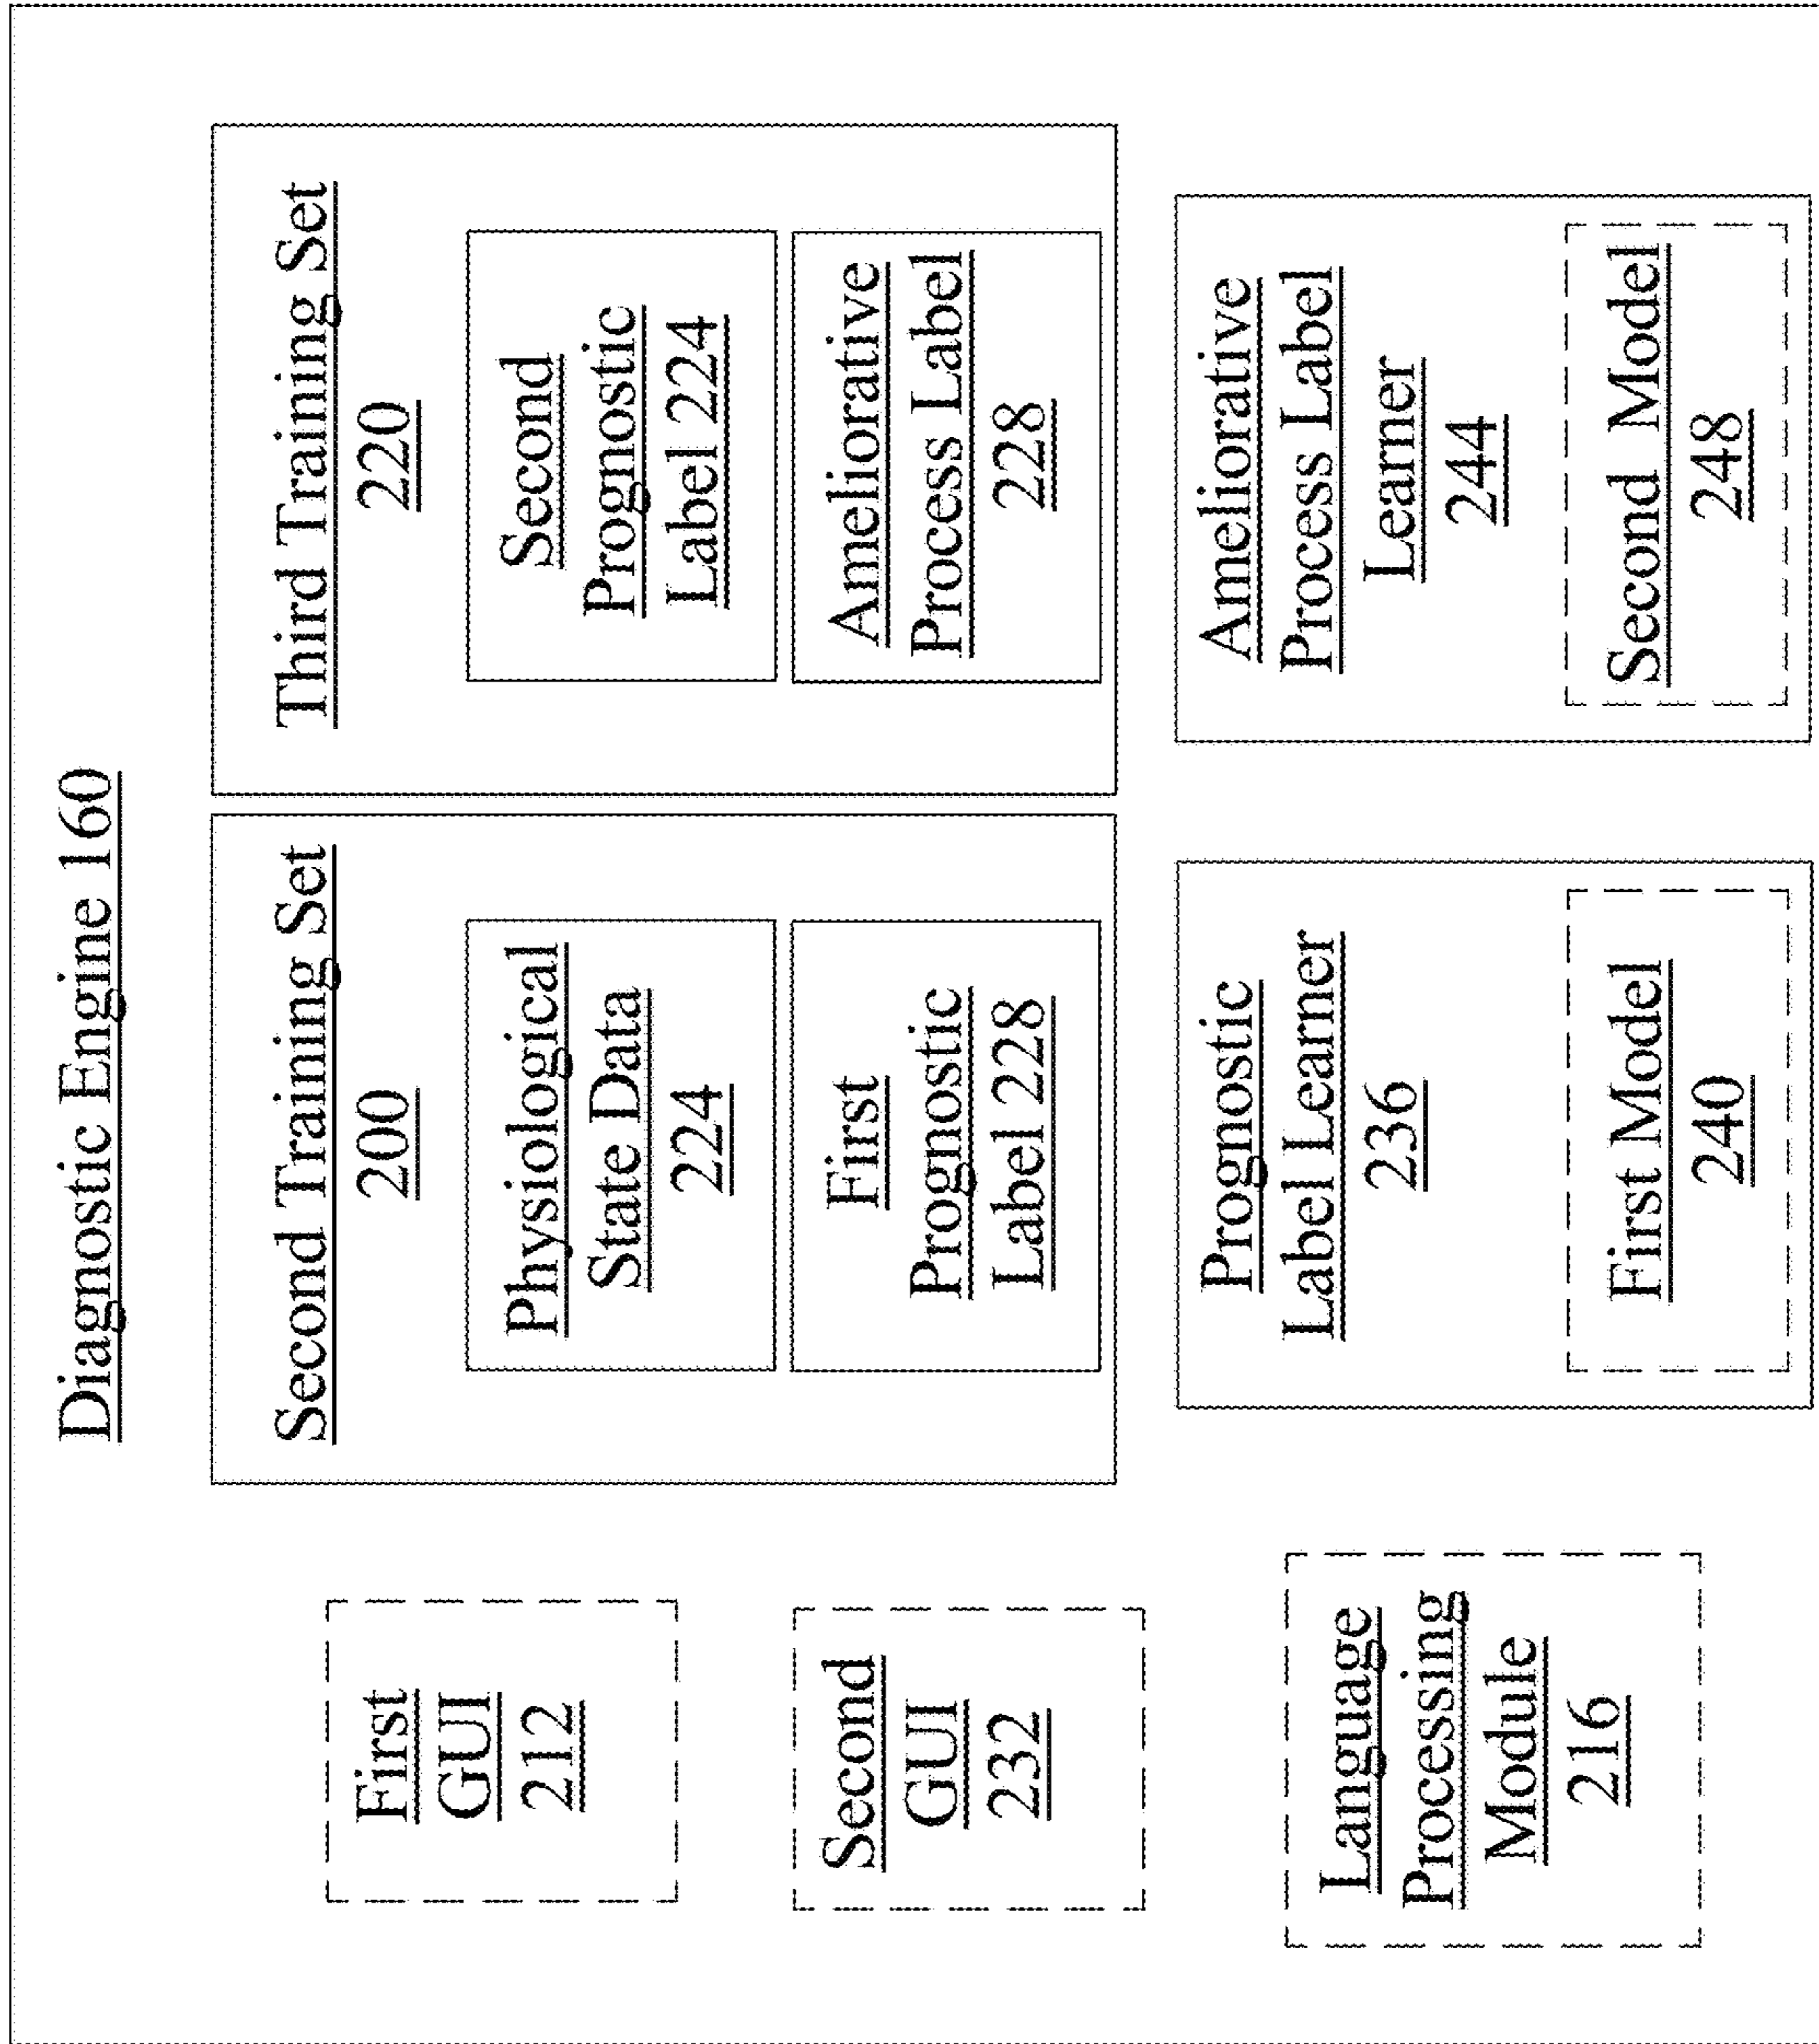 Diagnostic Engine 160
First
GUI
212
Second
GUI
232
Language
Processing
Module
216
Second Training Set
200
Physiological
State Data
224
First
Prognostic
Label 228
Third Training Set
220
Second
Prognostic
Label 224
Ameliorative
Process Label
228
Prognostic
Label Learner
236
First Model
240
Ameliorative
Process Label
Learner
244
Second Model
248